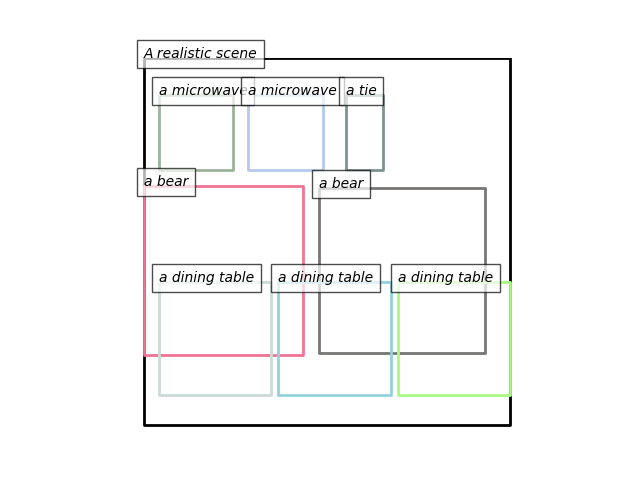 A realistic scene
a microwave
a microwave
a tie
a bear
a bear
a dining table
a dining table
a dining table